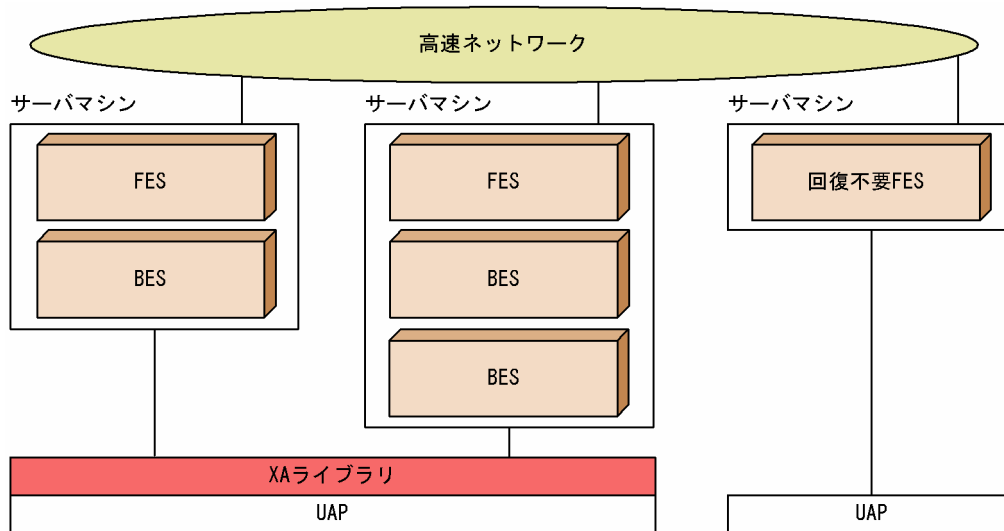 高速ネットワーク
サーバマシン
サーバマシン
サーバマシン
FES
FES
回復不要FES
BES
BES
BES
XAライブラリ
UAP
UAP